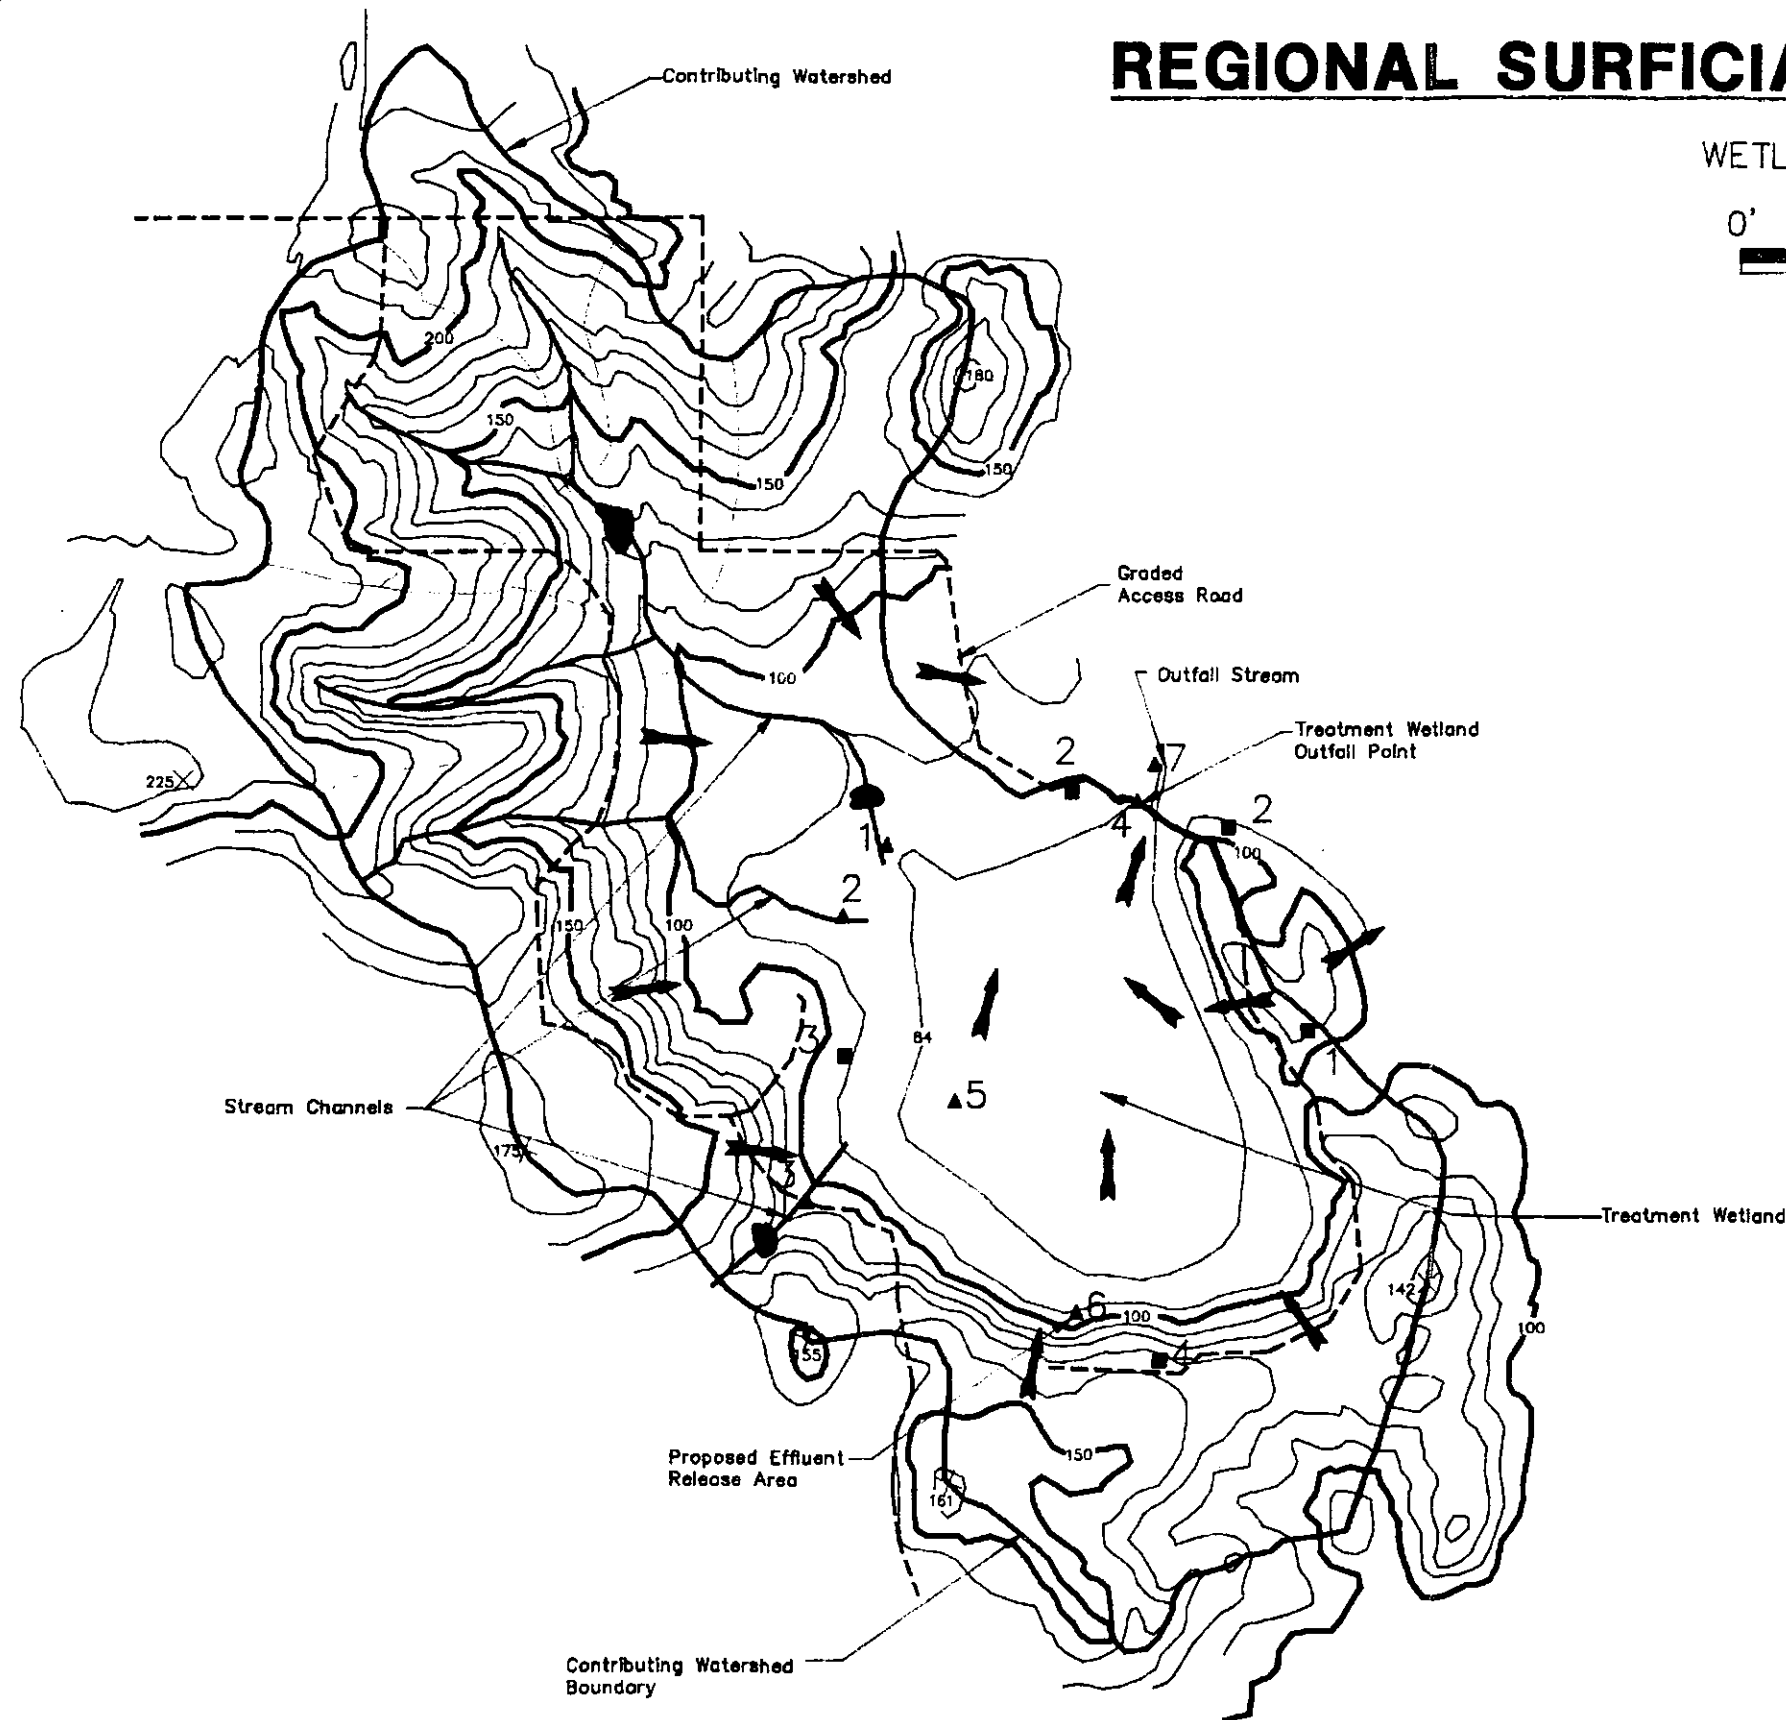 REGIONAL SURFICIA
WETL
0'
Contributing Watershed
200
180
150
150
150
Graded
Access Road
100
Outfall Stream
Treatment Wetland
Outfall Point
225
2
7
4
2
1
100
2
150
100
3
84
1
5
Stream Channels
175
3
Treatment Wetland
142
6
100
100
155
4
Proposed Effluent
Release Area
150
161
Contributing Watershed
Boundary